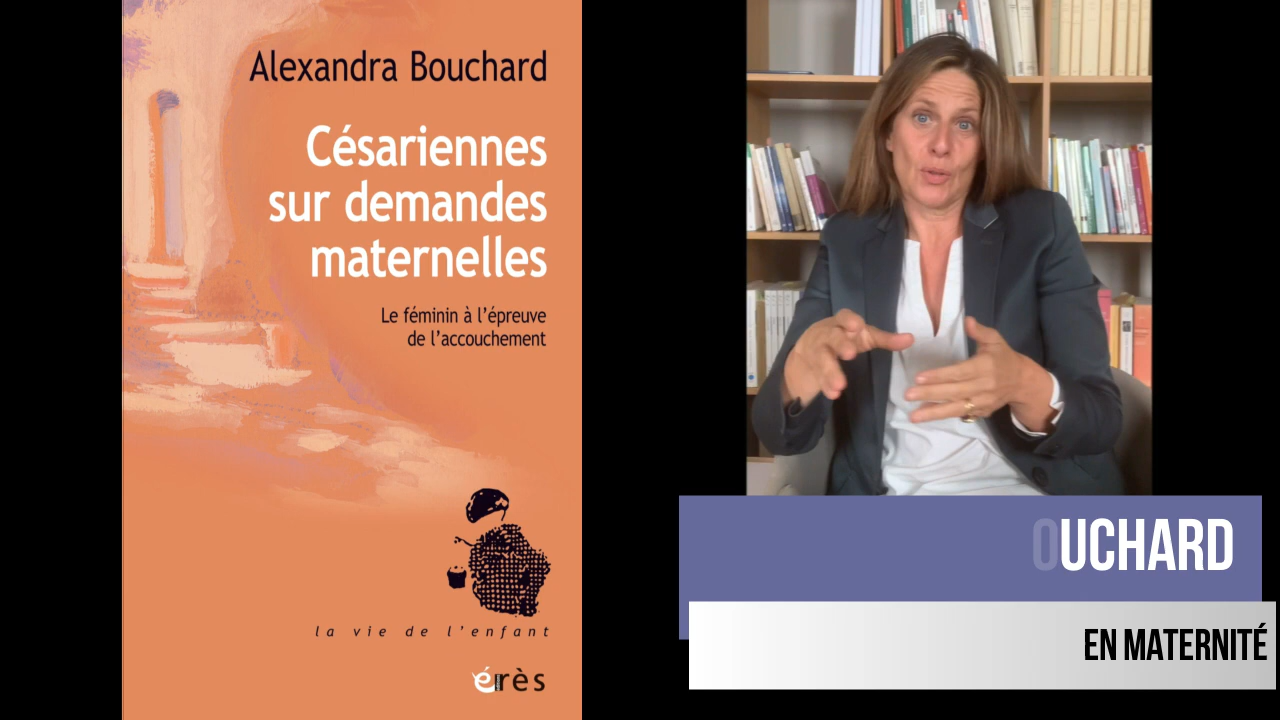 Alexandra Bouchard
Césariennes
sur demandes
maternelles
Le féminin à l'épreuve
de l'accouchement
la vie de l'enfant
érès
OUCHARD
EN MATERNITÉ